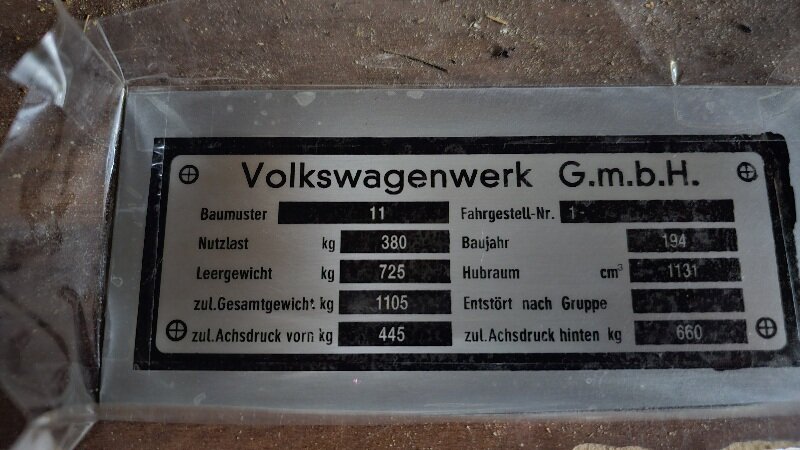 Volkswagenwerk G.m.b.H.
Baumuster 11 Fahrgestell-Nr. 1-
Nutzlast kg 380 Baujahr 194
Leergewicht kg 725 Hubraum cm³ 1131
zul.Gesamtgewicht. kg 1105 Entstört nach Gruppe
zul.Achsdruck vorn kg 445 zul.Achsdruck hinten kg 660